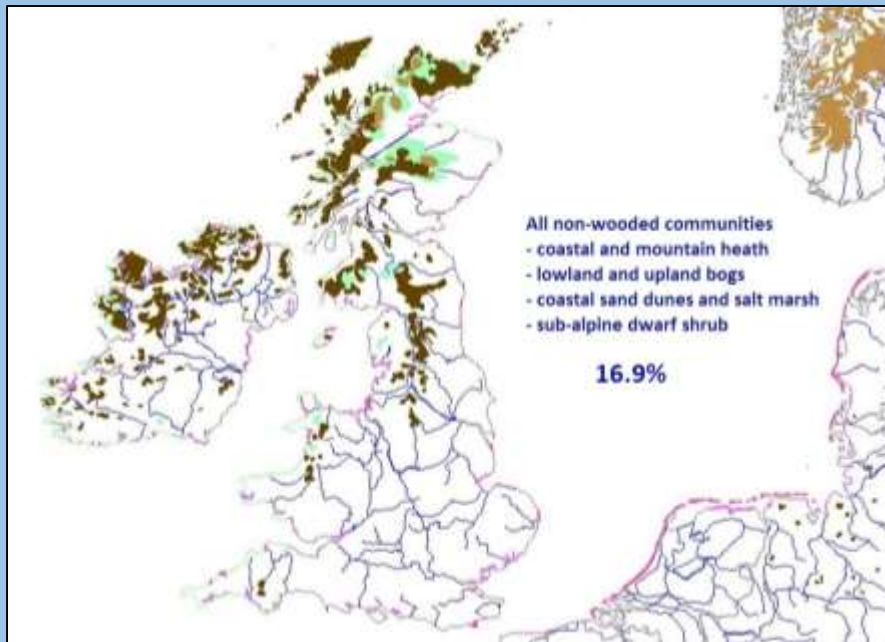 All non-wooded communities
- coastal and mountain heath
- lowland and upland bogs
- coastal sand dunes and salt marsh
- sub-alpine dwarf shrub
16.9%